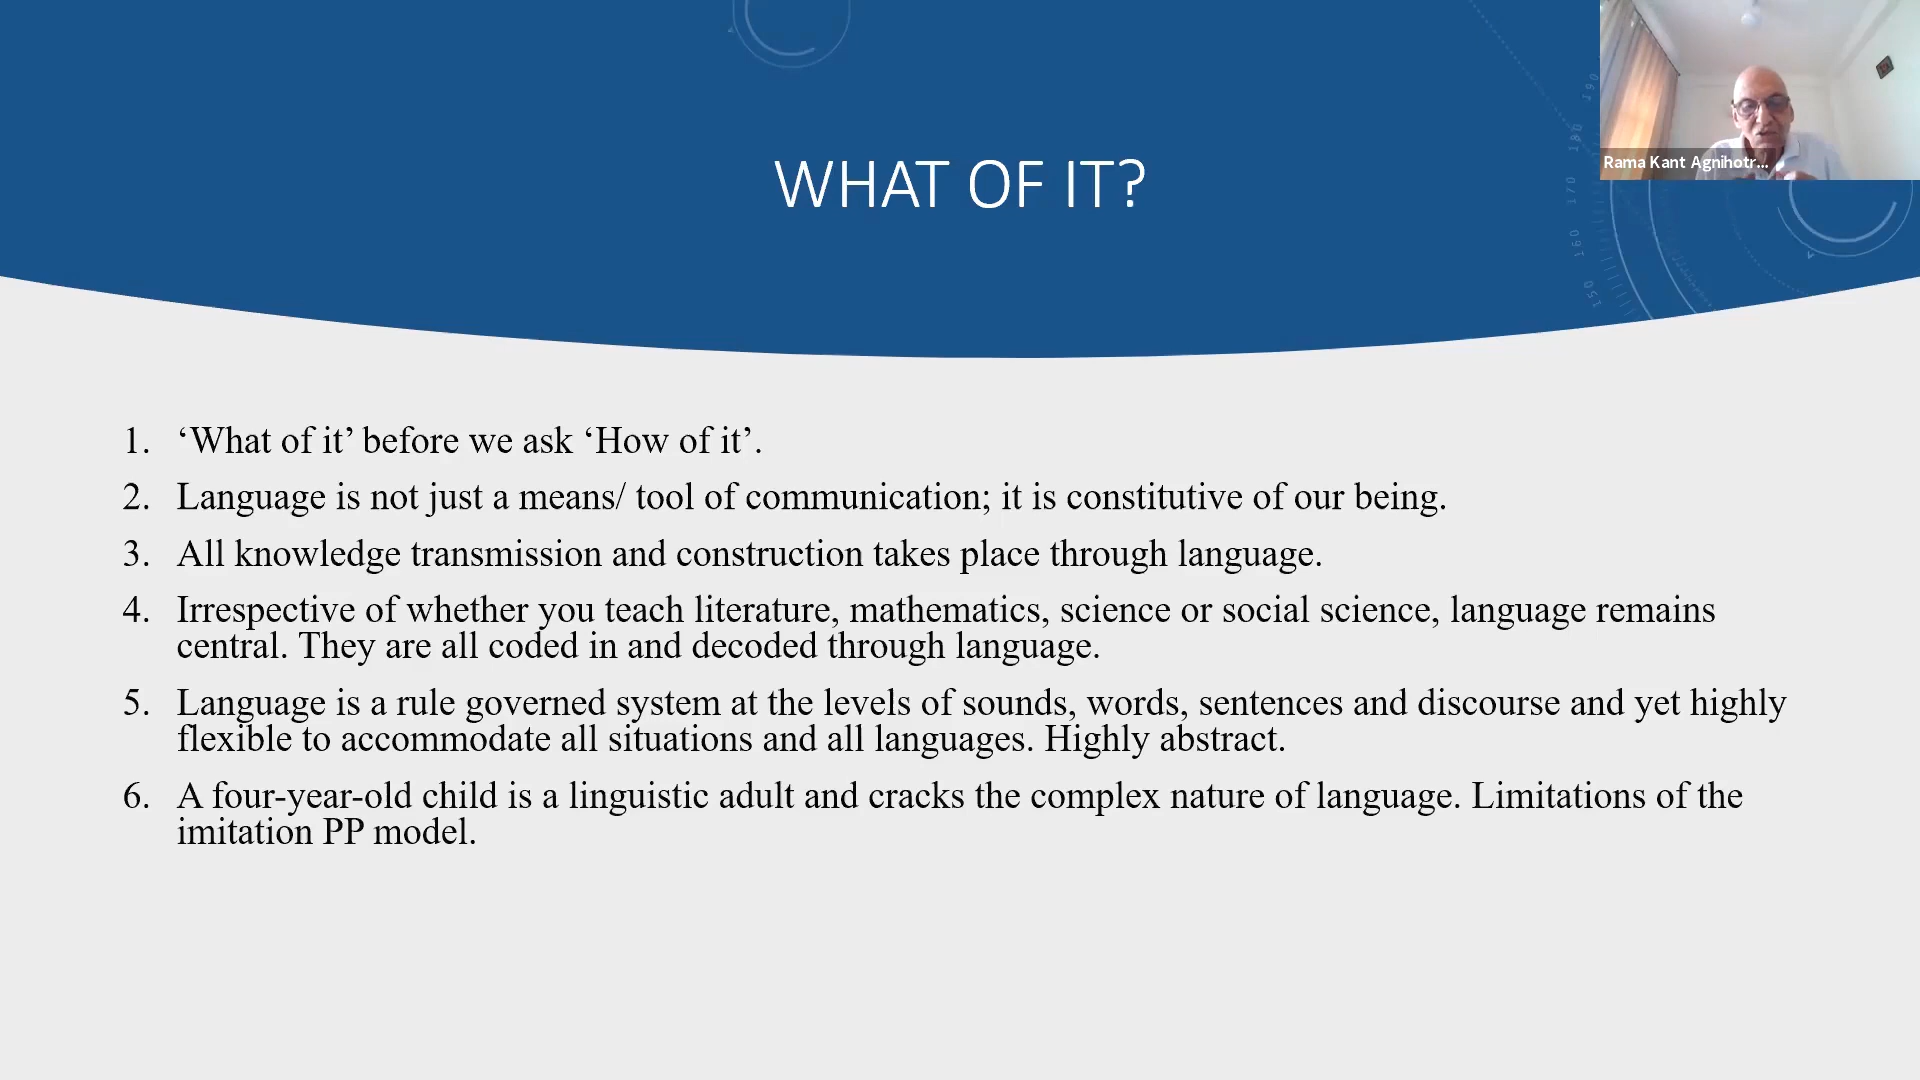 WHAT OF IT?
Rama Kant Agnihotr...
190
180
170
160
150
1. ‘What of it’ before we ask ‘How of it’.
2. Language is not just a means/ tool of communication; it is constitutive of our being.
3. All knowledge transmission and construction takes place through language.
4. Irrespective of whether you teach literature, mathematics, science or social science, language remains
central. They are all coded in and decoded through language.
5. Language is a rule governed system at the levels of sounds, words, sentences and discourse and yet highly
flexible to accommodate all situations and all languages. Highly abstract.
6. A four-year-old child is a linguistic adult and cracks the complex nature of language. Limitations of the
imitation PP model.